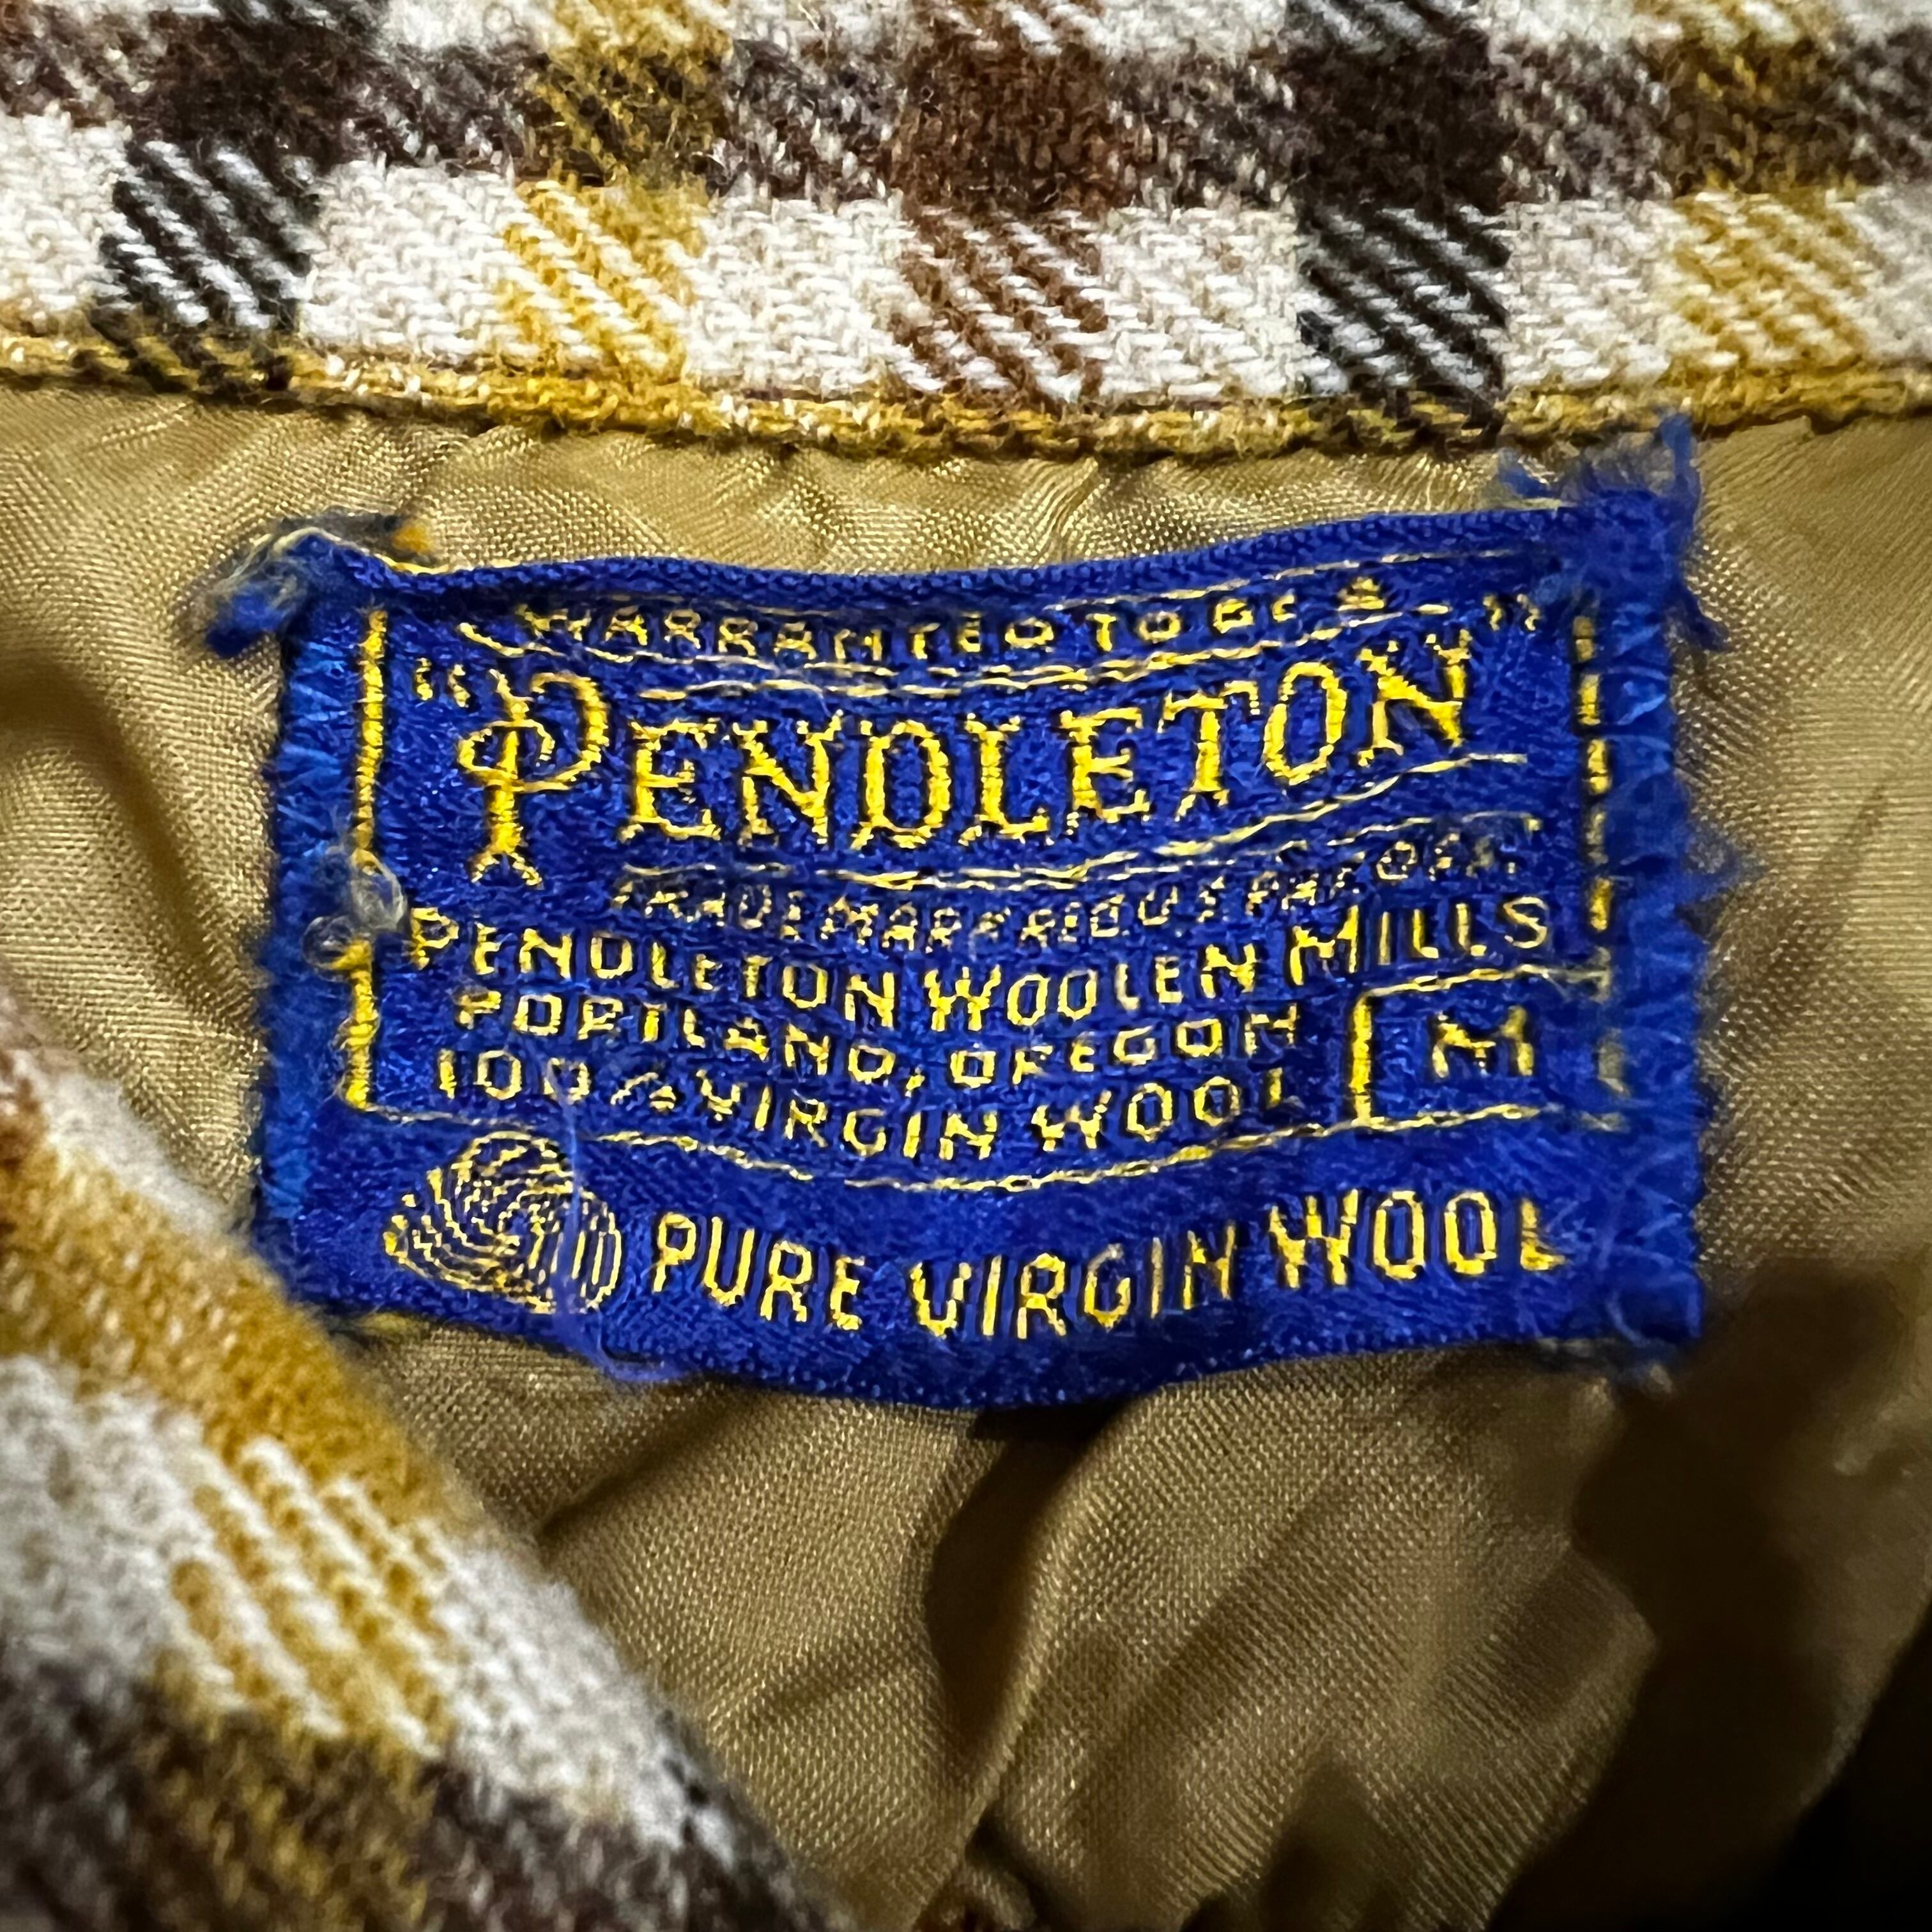 WARRANTED TO BE A
"PENDLETON"
TRADE MARK REG. U.S. PAT. OFF.
PENDLETON WOOLEN MILLS
PORTLAND, OREGON
M
100% VIRGIN WOOL
PURE VIRGIN WOOL